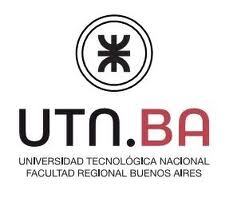 UTN.BA
UNIVERSIDAD TECNOLÓGICA NACIONAL
FACULTAD REGIONAL BUENOS AIRES